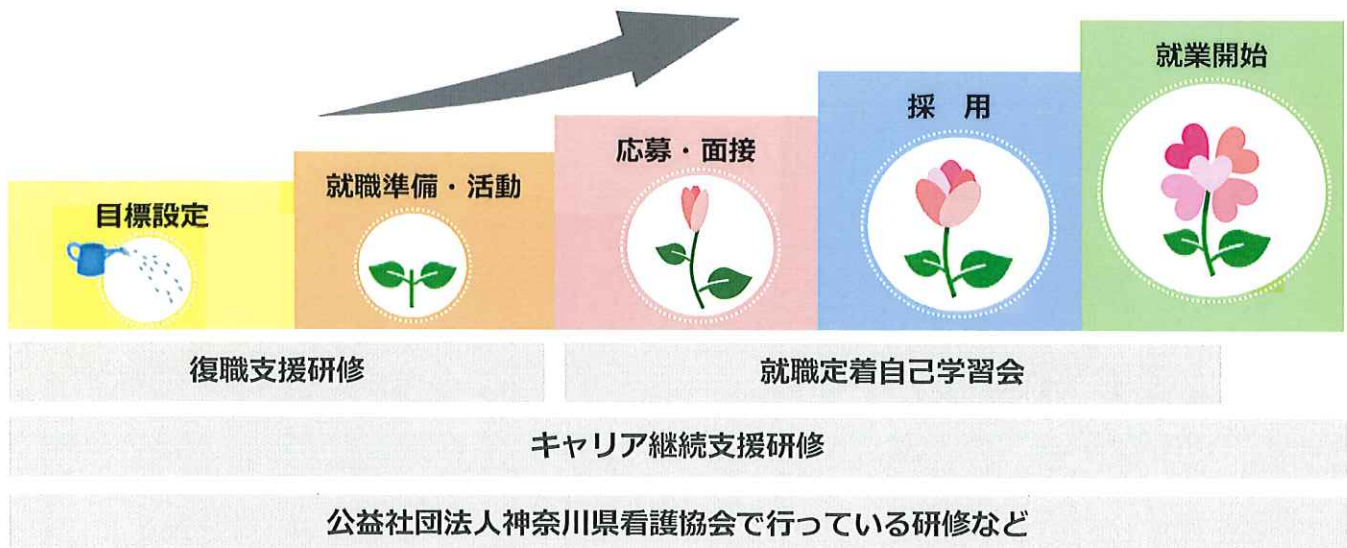 目標設定
就職準備・活動
応募・面接
採　用
就業開始
復職支援研修
就職定着自己学習会
キャリア継続支援研修
公益社団法人神奈川県看護協会で行っている研修など